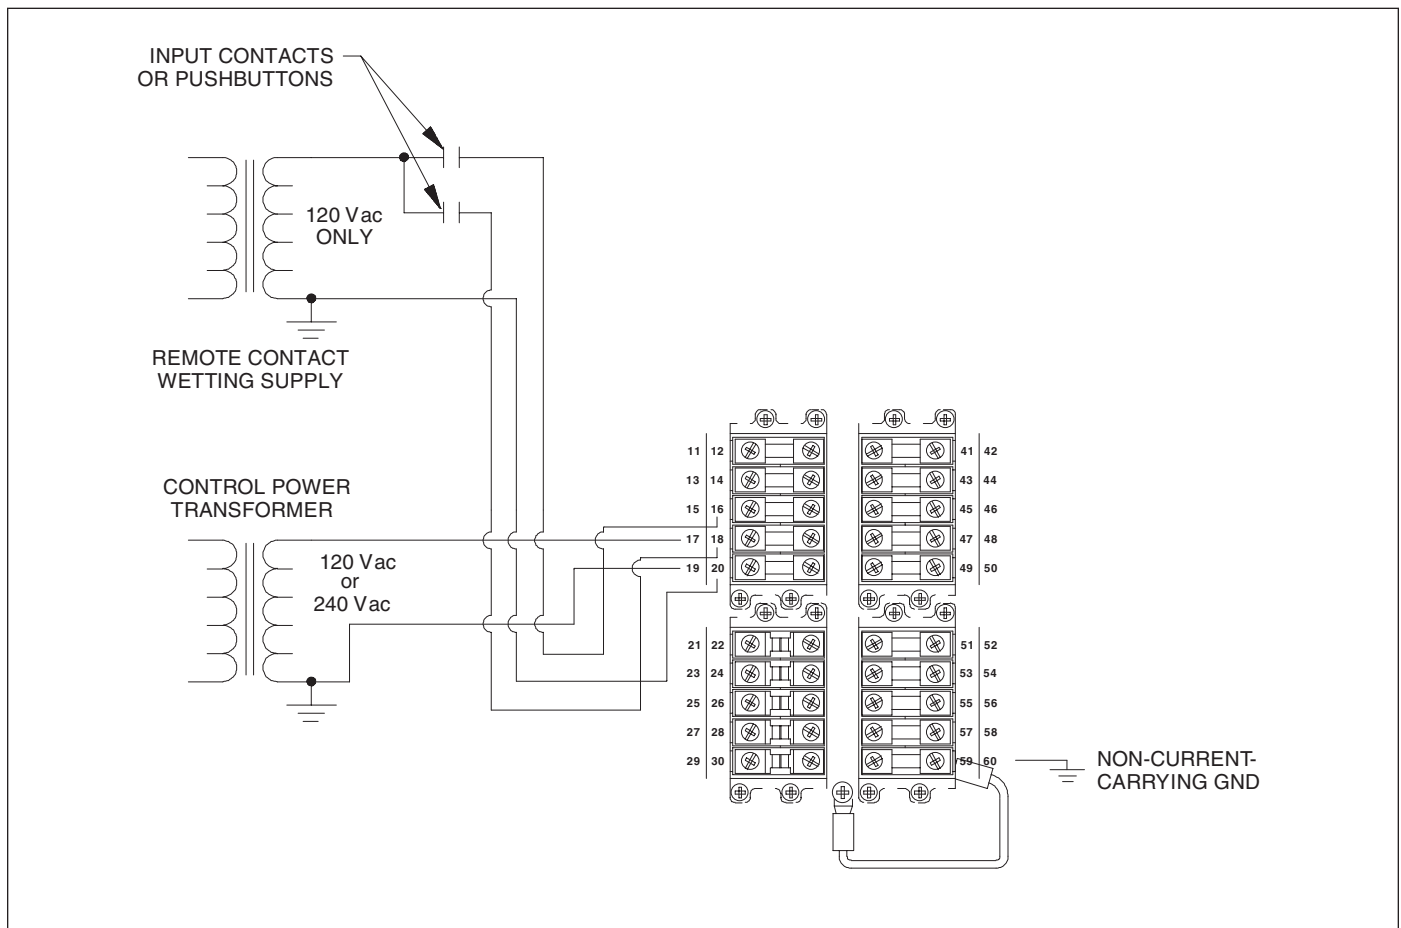 INPUT CONTACTS
OR PUSHBUTTONS
120 Vac
ONLY
REMOTE CONTACT
WETTING SUPPLY
CONTROL POWER
TRANSFORMER
120 Vac
or
240 Vac
11 12
13 14
15 16
17 18
19 20
41 42
43 44
45 46
47 48
49 50
21 22
23 24
25 26
27 28
29 30
51 52
53 54
55 56
57 58
59 60
NON-CURRENT-
CARRYING GND